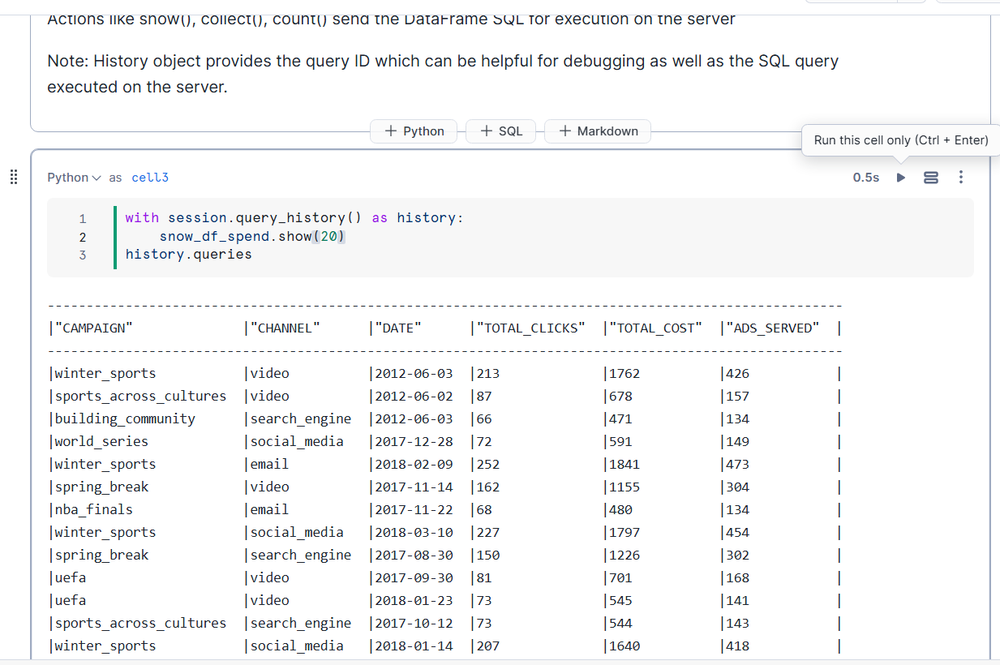 Actions like show(), collect(), count() send the DataFrame SQL for execution on the server
Note: History object provides the query ID which can be helpful for debugging as well as the SQL query
executed on the server.
+ Python + SQL + Markdown
Run this cell only (Ctrl + Enter)
Python as cell3 0.5s
1 with session.query_history() as history:
2 snow_df_spend.show(20)
3 history.queries
---------------------------------------------------------------------------------------------------------
|"CAMPAIGN" |"CHANNEL" |"DATE" |"TOTAL_CLICKS" |"TOTAL_COST" |"ADS_SERVED" |
---------------------------------------------------------------------------------------------------------
|winter_sports |video |2012-06-03 |213 |1762 |426 |
|sports_across_cultures |video |2012-06-02 |87 |678 |157 |
|building_community |search_engine |2012-06-03 |66 |471 |134 |
|world_series |social_media |2017-12-28 |72 |591 |149 |
|winter_sports |email |2018-02-09 |252 |1841 |473 |
|spring_break |video |2017-11-14 |162 |1155 |304 |
|nba_finals |email |2017-11-22 |68 |480 |134 |
|winter_sports |social_media |2018-03-10 |227 |1797 |454 |
|spring_break |search_engine |2017-08-30 |150 |1226 |302 |
|uefa |video |2017-09-30 |81 |701 |168 |
|uefa |video |2018-01-23 |73 |545 |141 |
|sports_across_cultures |search_engine |2017-10-12 |73 |544 |143 |
|winter_sports |social_media |2018-01-14 |207 |1640 |418 |